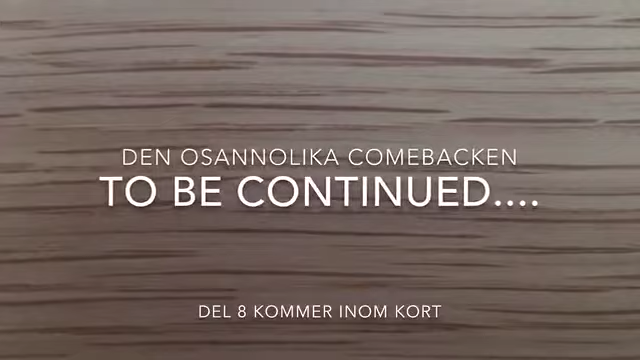 DEN OSANNOLIKA COMEBACKEN
TO BE CONTINUED....
DEL 8 KOMMER INOM KORT